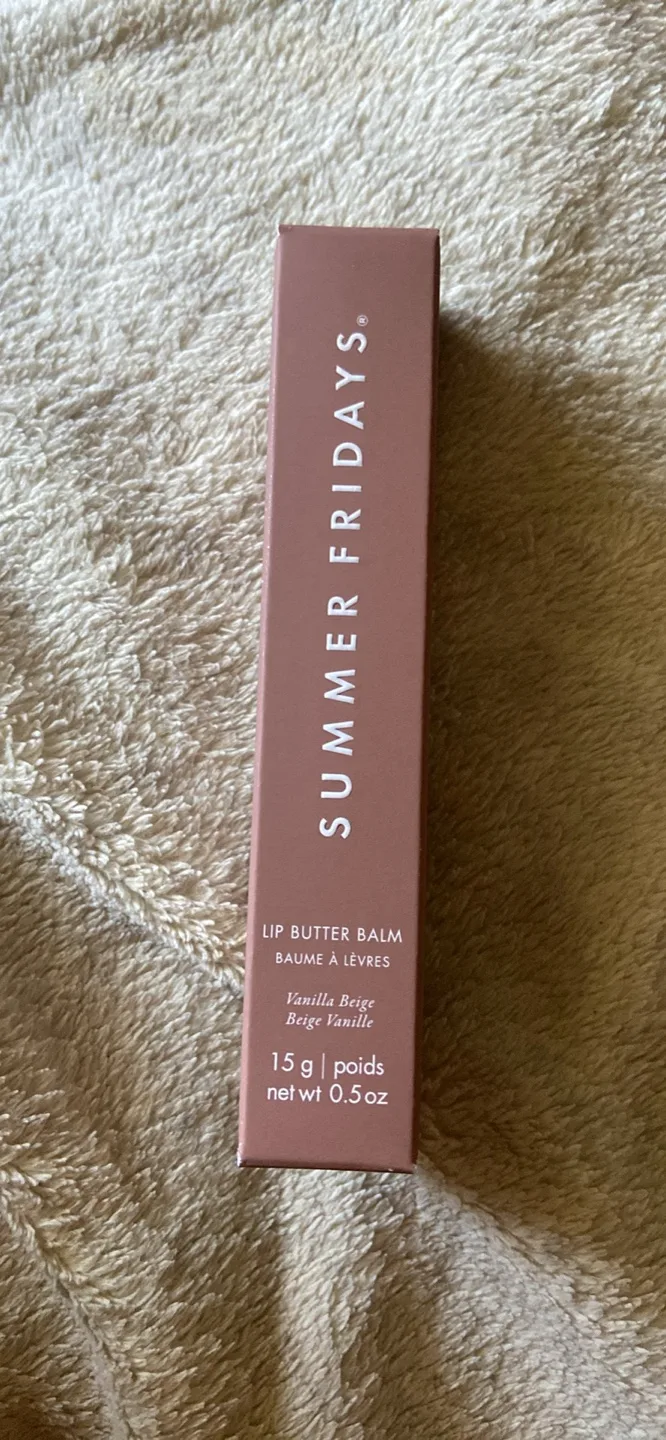 SUMMER FRIDAYS®
LIP BUTTER BALM
BAUME À LÈVRES
Vanilla Beige
Beige Vanille
15 g | poids
net wt 0.5 oz